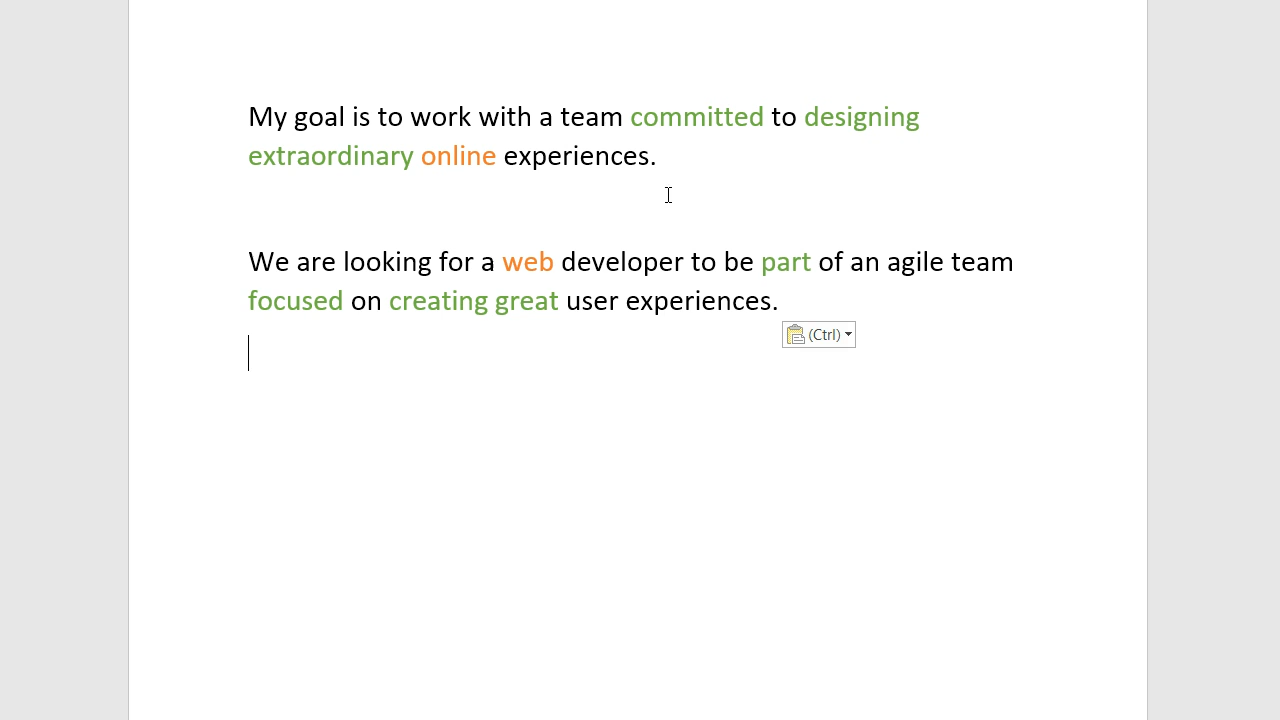 My goal is to work with a team committed to designing
extraordinary online experiences.
We are looking for a web developer to be part of an agile team
focused on creating great user experiences.
(Ctrl)